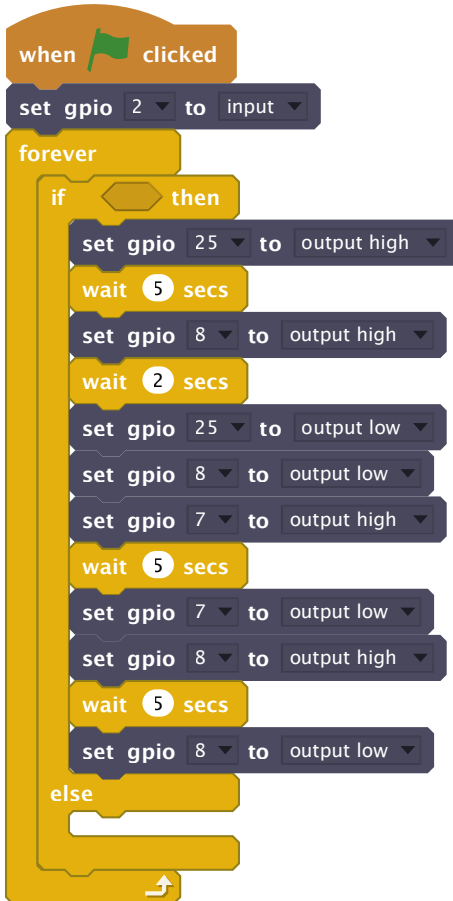 when clicked
set gpio 2 to input
forever
if then
set gpio 25 to output high
wait 5 secs
set gpio 8 to output high
wait 2 secs
set gpio 25 to output low
set gpio 8 to output low
set gpio 7 to output high
wait 5 secs
set gpio 7 to output low
set gpio 8 to output high
wait 5 secs
set gpio 8 to output low
else